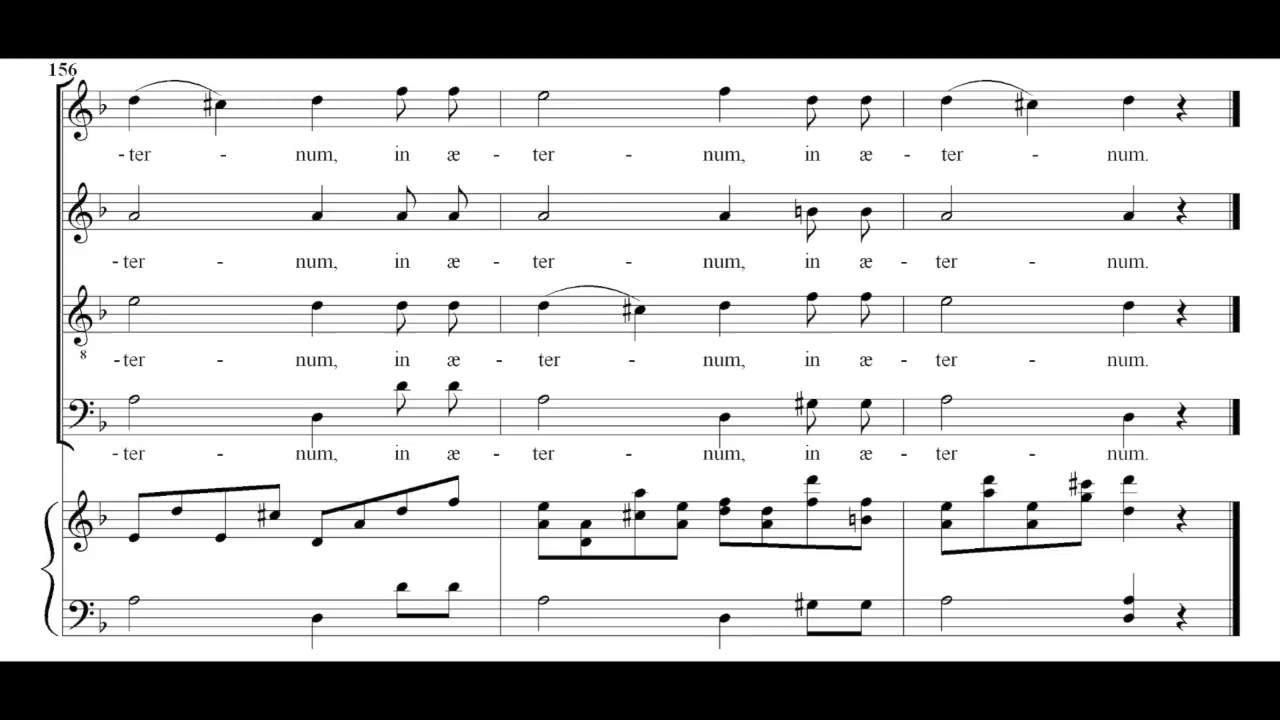 156
-ter - num, in æ - ter - num, in æ - ter - num.
-ter - num, in æ - ter - num, in æ - ter - num.
8
-ter - num, in æ - ter - num, in æ - ter - num.
-ter - num, in æ - ter - num, in æ - ter - num.